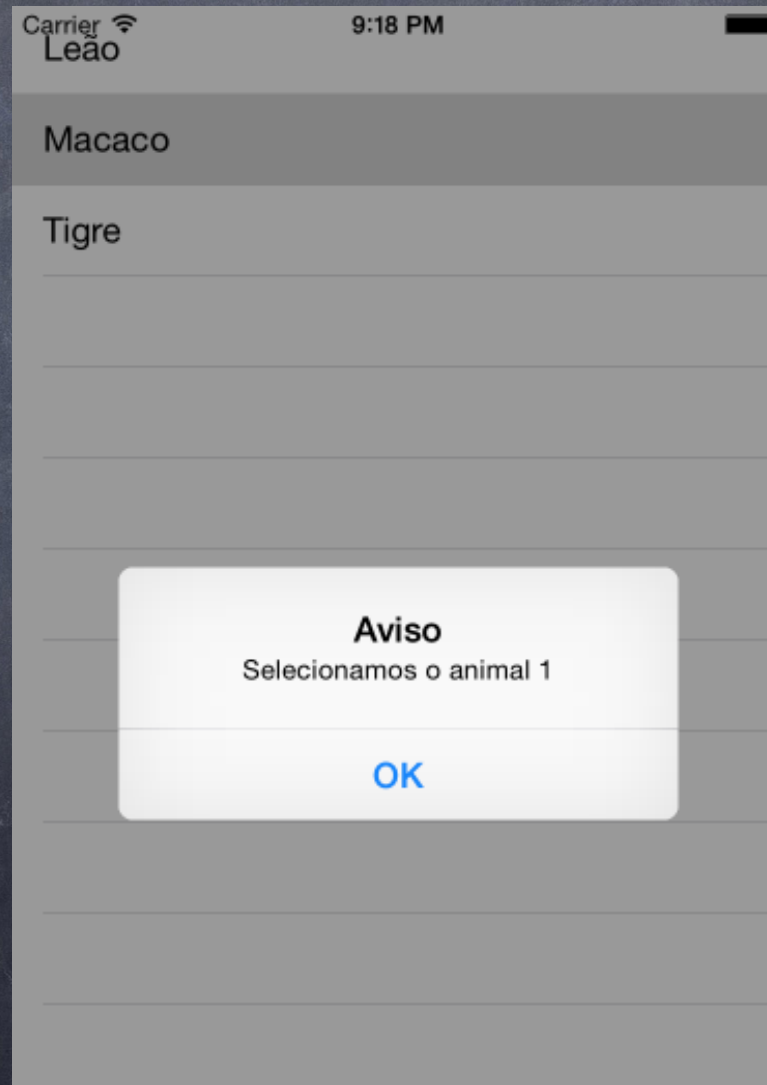 Carrier 9:18 PM
Leão
Macaco
Tigre
Aviso
Selecionamos o animal 1
OK